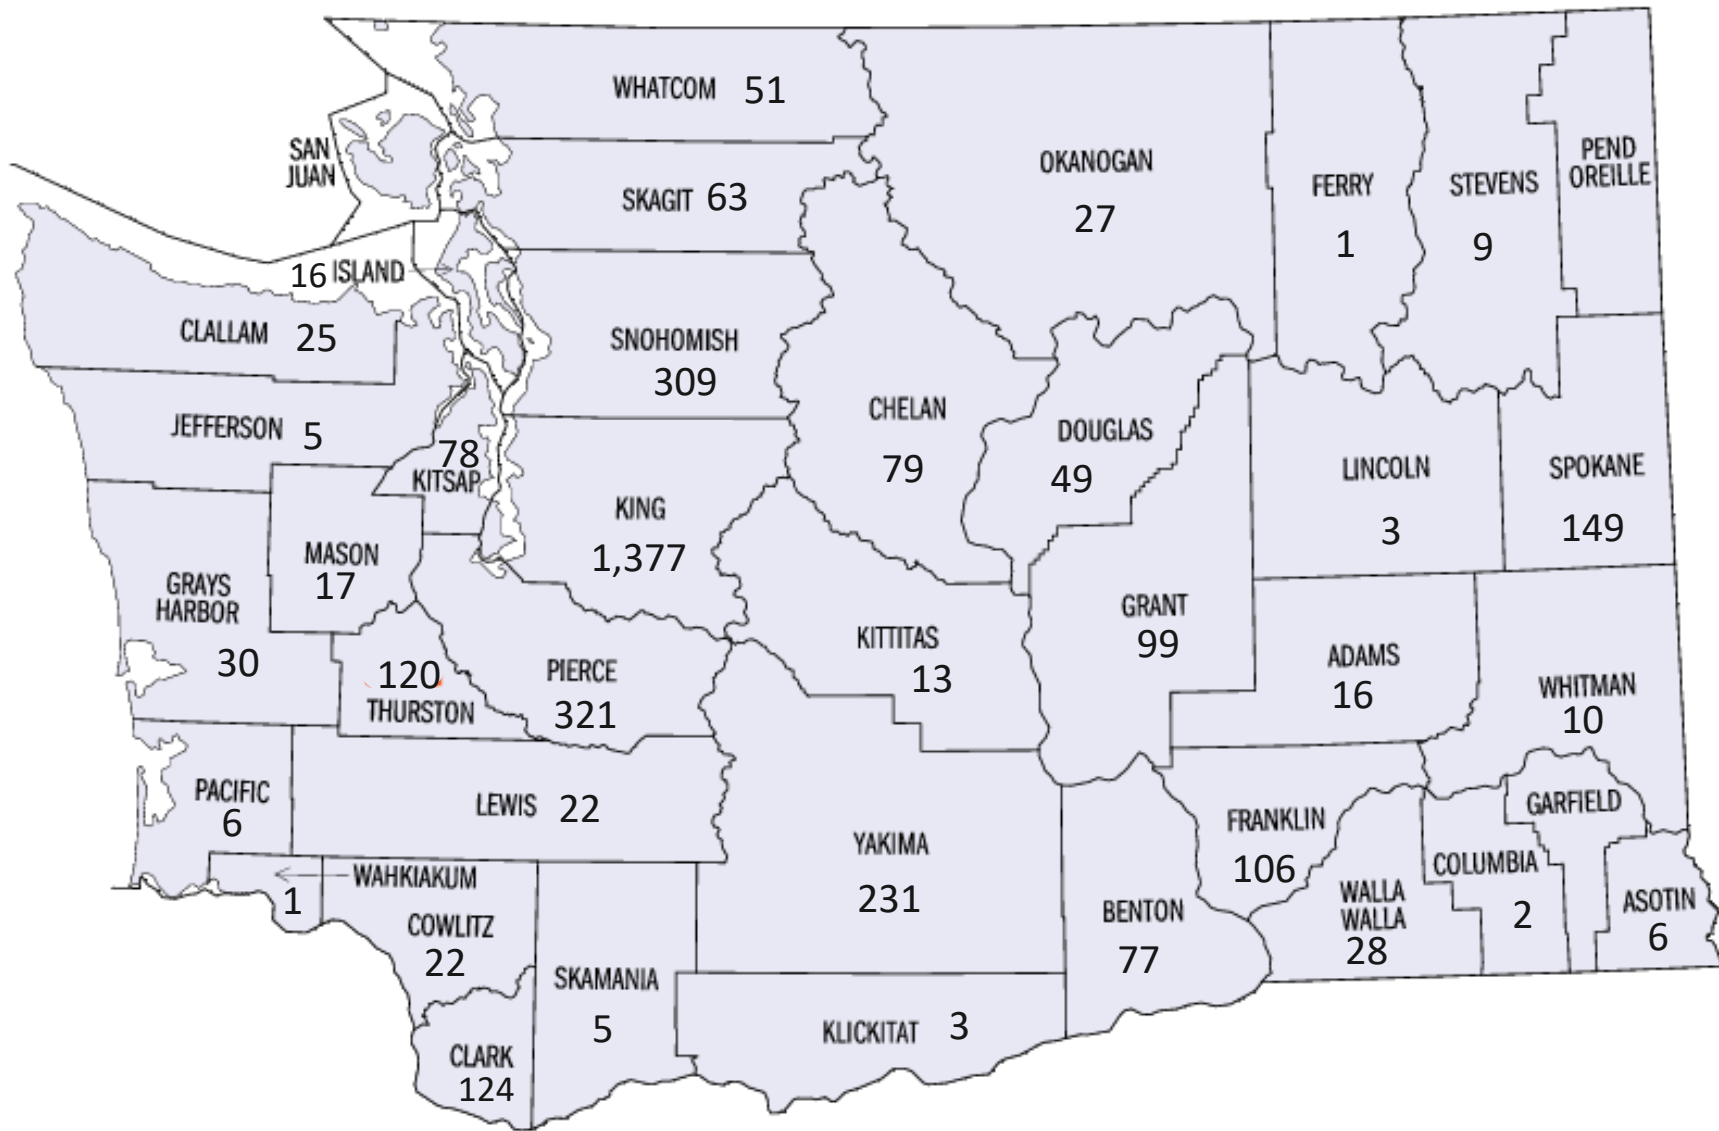 WHATCOM 51
SAN
JUAN
SKAGIT 63
OKANOGAN
27
FERRY
1
STEVENS
9
PEND
OREILLE
16 ISLAND
CLALLAM 25
SNOHOMISH
309
JEFFERSON 5
78
KITSAP
CHELAN
79
DOUGLAS
49
LINCOLN
3
SPOKANE
149
KING
1,377
MASON
17
GRAYS
HARBOR
30
120
THURSTON
PIERCE
321
KITTITAS
13
GRANT
99
ADAMS
16
WHITMAN
10
PACIFIC
6
LEWIS 22
YAKIMA
231
FRANKLIN
106
GARFIELD
COLUMBIA
2
WAHKIAKUM
1
COWLITZ
22
SKAMANIA
5
BENTON
77
WALLA
WALLA
28
ASOTIN
6
KLICKITAT 3
CLARK
124